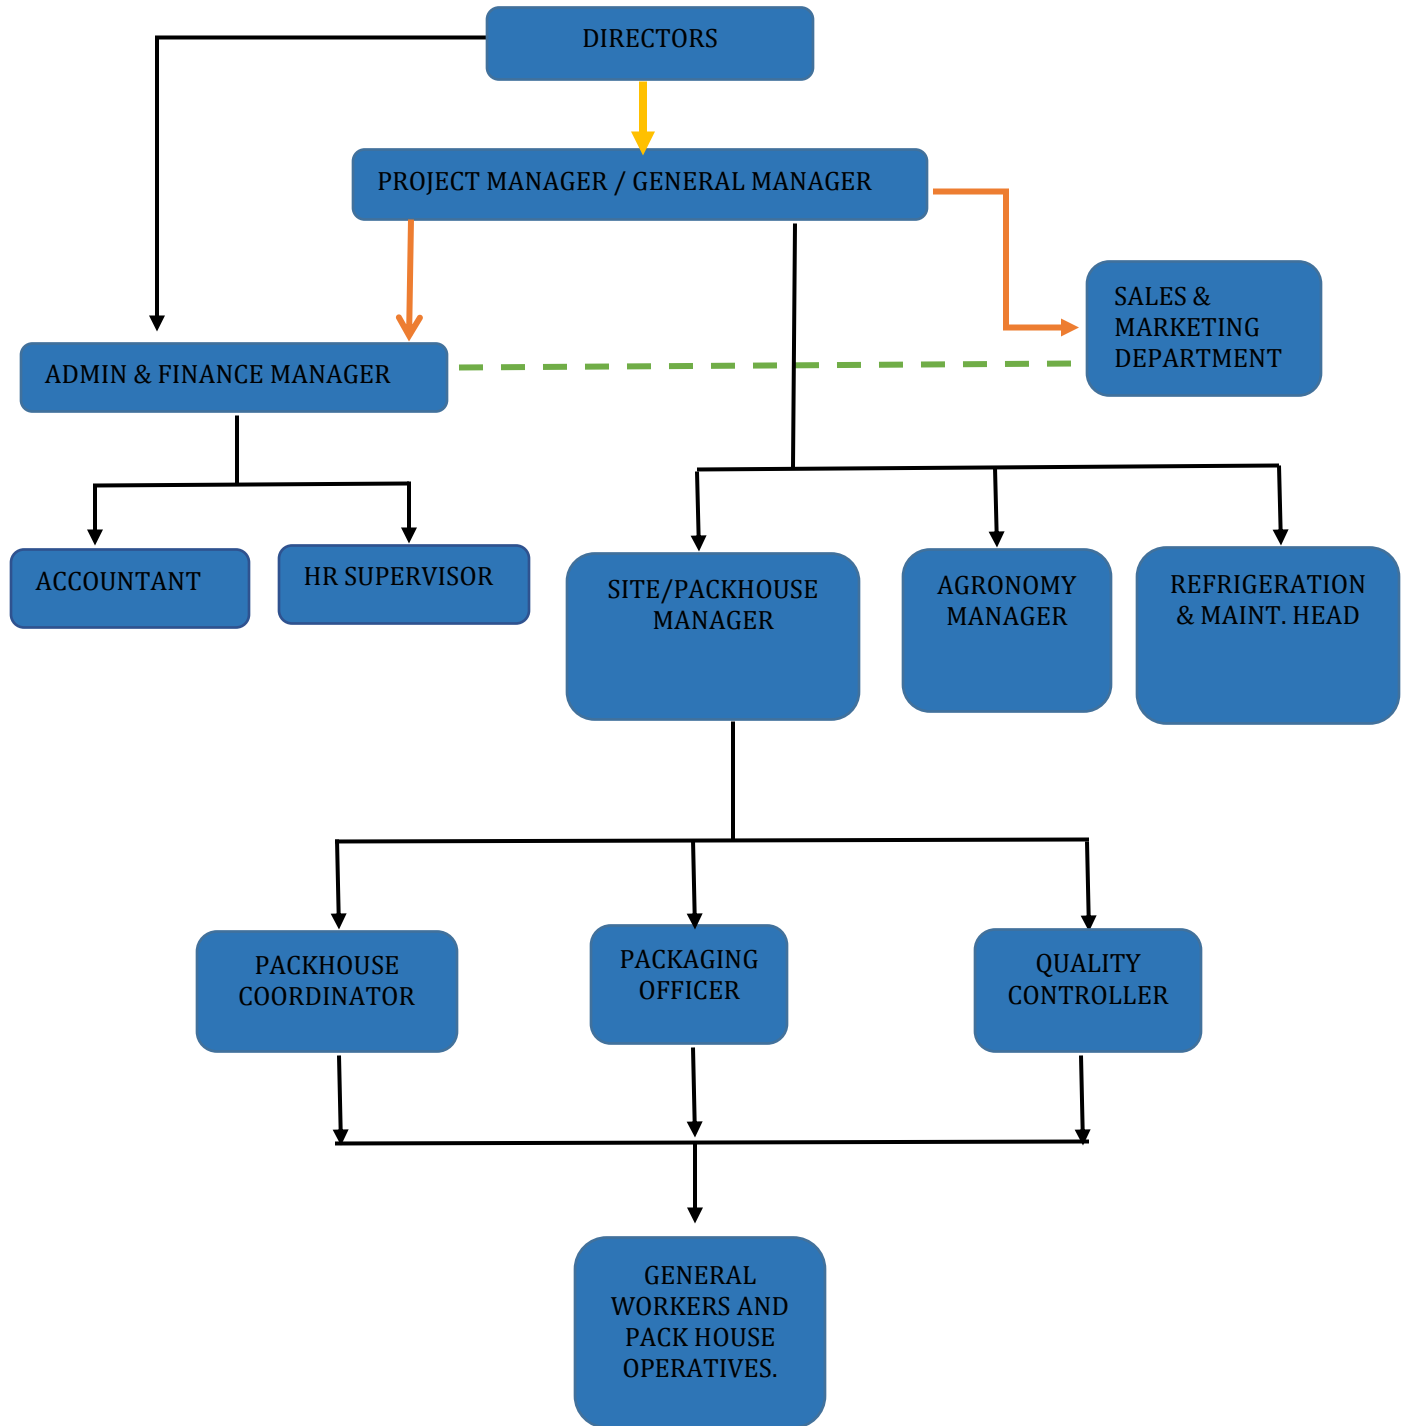 DIRECTORS
PROJECT MANAGER / GENERAL MANAGER
SALES &
MARKETING
DEPARTMENT
ADMIN & FINANCE MANAGER
ACCOUNTANT
HR SUPERVISOR
SITE/PACKHOUSE
MANAGER
AGRONOMY
MANAGER
REFRIGERATION
& MAINT. HEAD
PACKHOUSE
COORDINATOR
PACKAGING
OFFICER
QUALITY
CONTROLLER
GENERAL
WORKERS AND
PACK HOUSE
OPERATIVES.